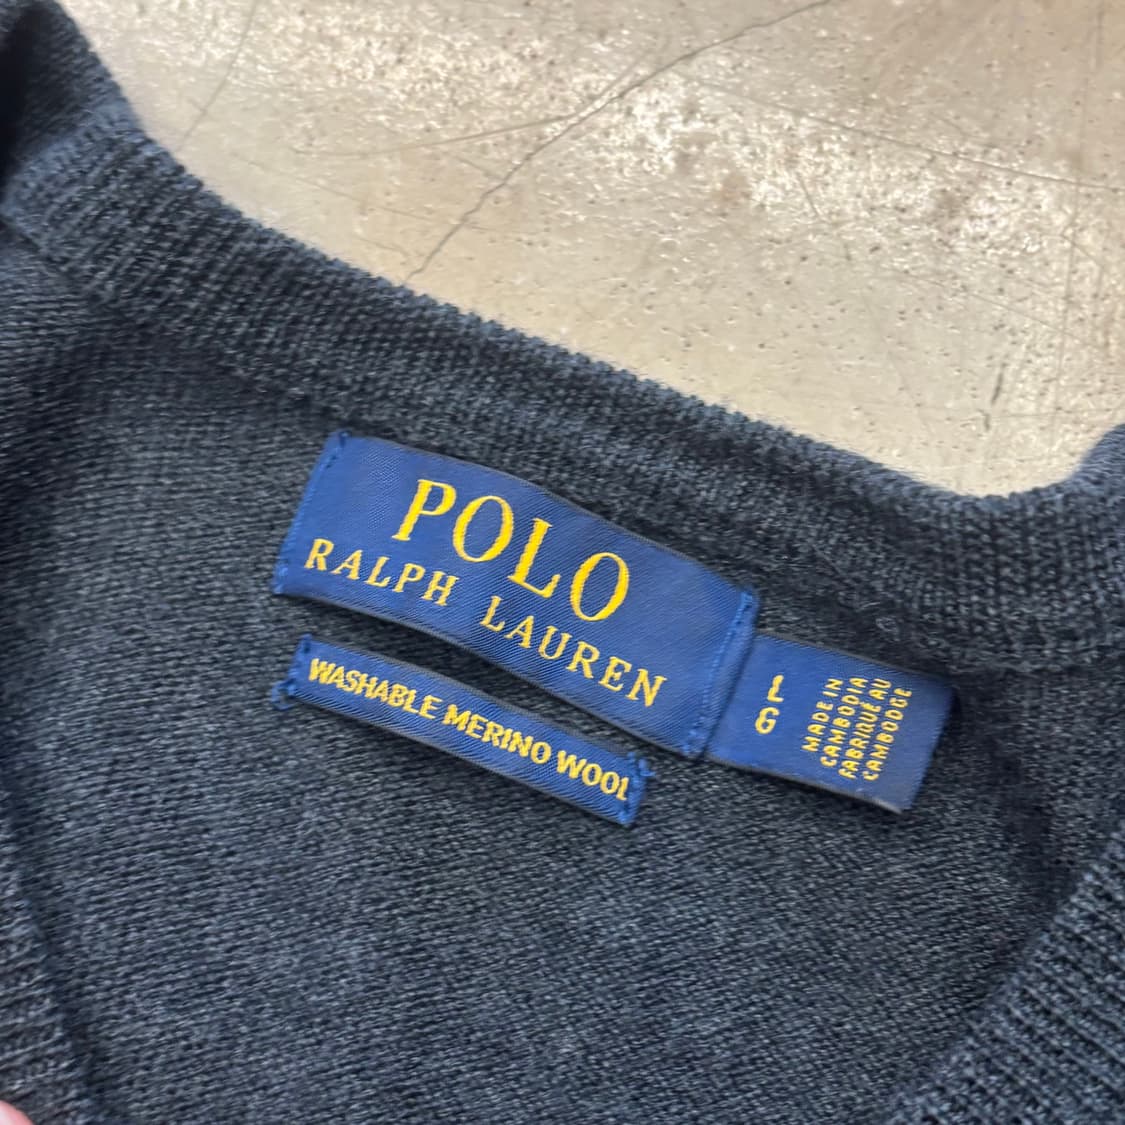 POLO
RALPH LAUREN
WASHABLE MERINO WOOL
L
G
MADE IN
CAMBODIA
FABRIQUÉ AU
CAMBODGE